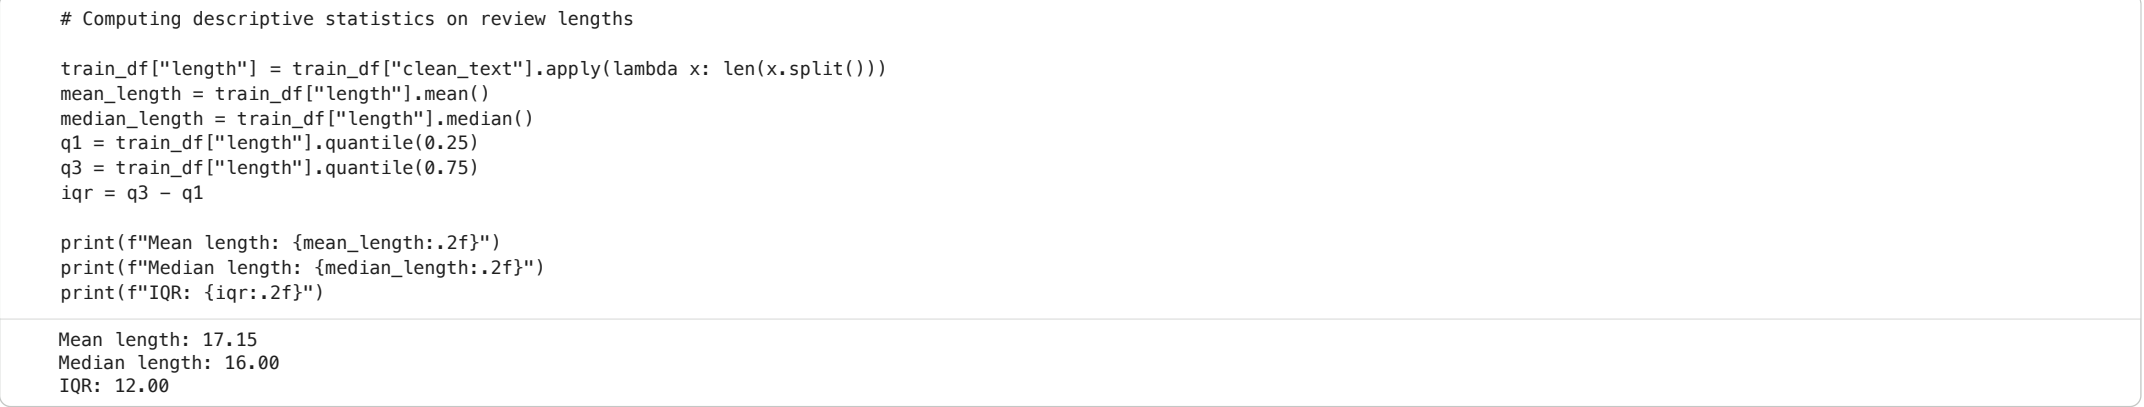 # Computing descriptive statistics on review lengths
train_df["length"] = train_df["clean_text"].apply(lambda x: len(x.split()))
mean_length = train_df["length"].mean()
median_length = train_df["length"].median()
q1 = train_df["length"].quantile(0.25)
q3 = train_df["length"].quantile(0.75)
iqr = q3 - q1
print(f"Mean length: {mean_length:.2f}")
print(f"Median length: {median_length:.2f}")
print(f"IQR: {iqr:.2f}")
Mean length: 17.15
Median length: 16.00
IQR: 12.00